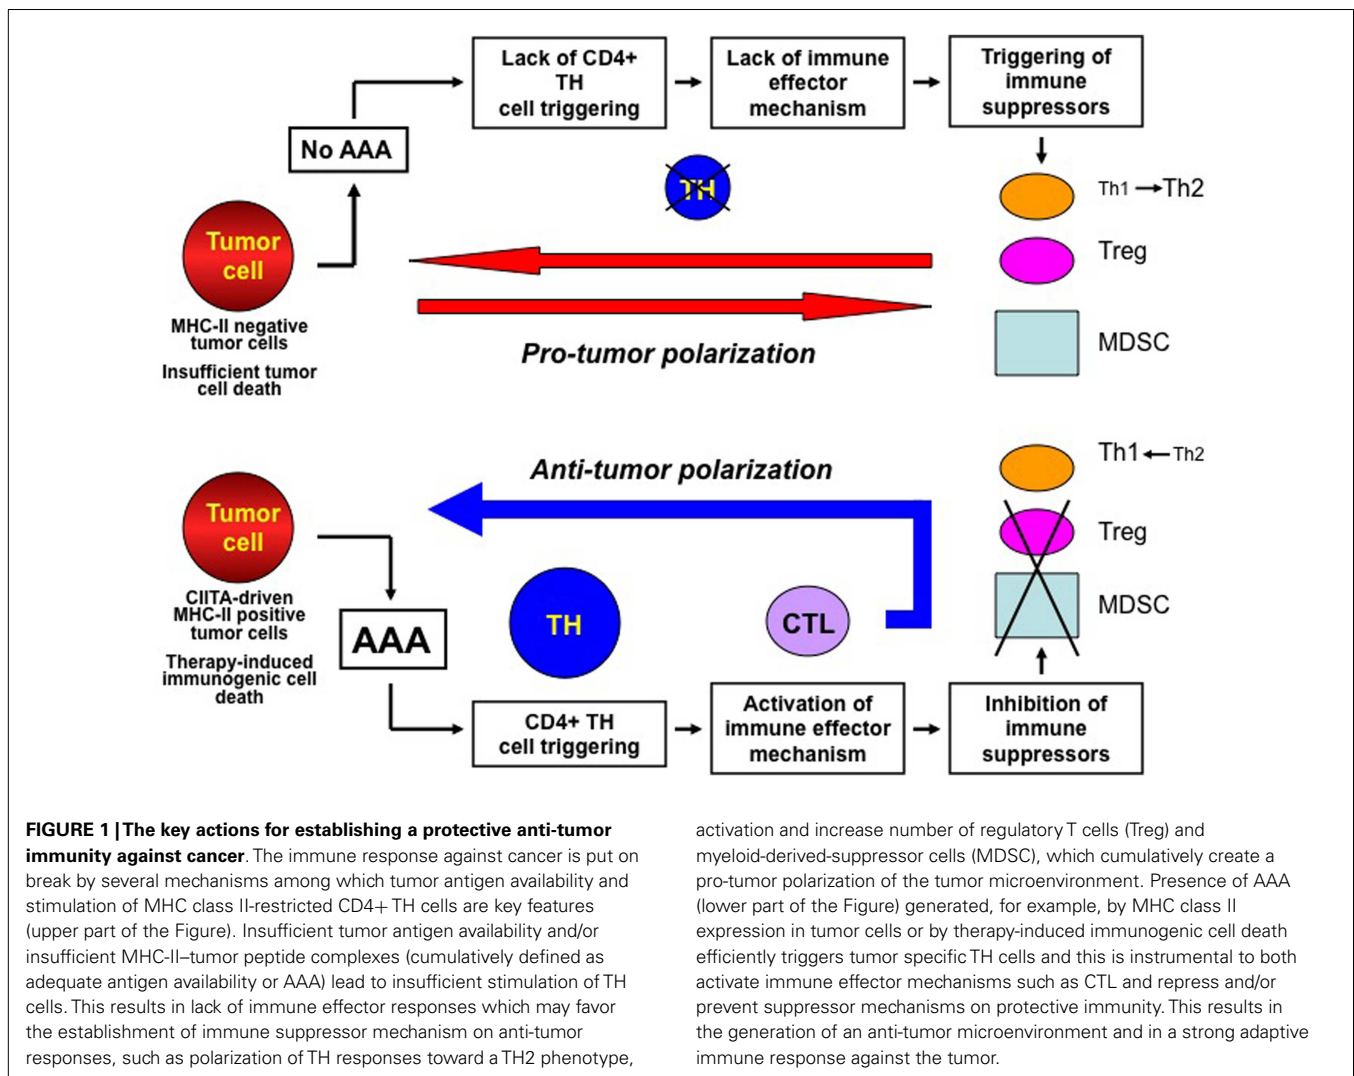 Lack of CD4+
TH
cell triggering
Lack of immune
effector
mechanism
Triggering of
immune
suppressors
No AAA
TH
Th1 Th2
Tumor
cell
Treg
MHC-II negative
tumor cells
Insufficient tumor
cell death
Pro-tumor polarization
MDSC
Anti-tumor polarization
Th1 Th2
Tumor
cell
Treg
CIITA-driven
MHC-II positive
tumor cells
Therapy-induced
immunogenic cell
death
AAA
TH
CTL
MDSC
CD4+ TH
cell triggering
Activation of
immune effector
mechanism
Inhibition of
immune
suppressors
FIGURE 1 | The key actions for establishing a protective anti-tumor
immunity against cancer. The immune response against cancer is put on
break by several mechanisms among which tumor antigen availability and
stimulation of MHC class II-restricted CD4+ TH cells are key features
(upper part of the Figure). Insufficient tumor antigen availability and/or
insufficient MHC-II–tumor peptide complexes (cumulatively defined as
adequate antigen availability or AAA) lead to insufficient stimulation of TH
cells. This results in lack of immune effector responses which may favor
the establishment of immune suppressor mechanism on anti-tumor
responses, such as polarization of TH responses toward a TH2 phenotype,
activation and increase number of regulatory T cells (Treg) and
myeloid-derived-suppressor cells (MDSC), which cumulatively create a
pro-tumor polarization of the tumor microenvironment. Presence of AAA
(lower part of the Figure) generated, for example, by MHC class II
expression in tumor cells or by therapy-induced immunogenic cell death
efficiently triggers tumor specific TH cells and this is instrumental to both
activate immune effector mechanisms such as CTL and repress and/or
prevent suppressor mechanisms on protective immunity. This results in
the generation of an anti-tumor microenvironment and in a strong adaptive
immune response against the tumor.